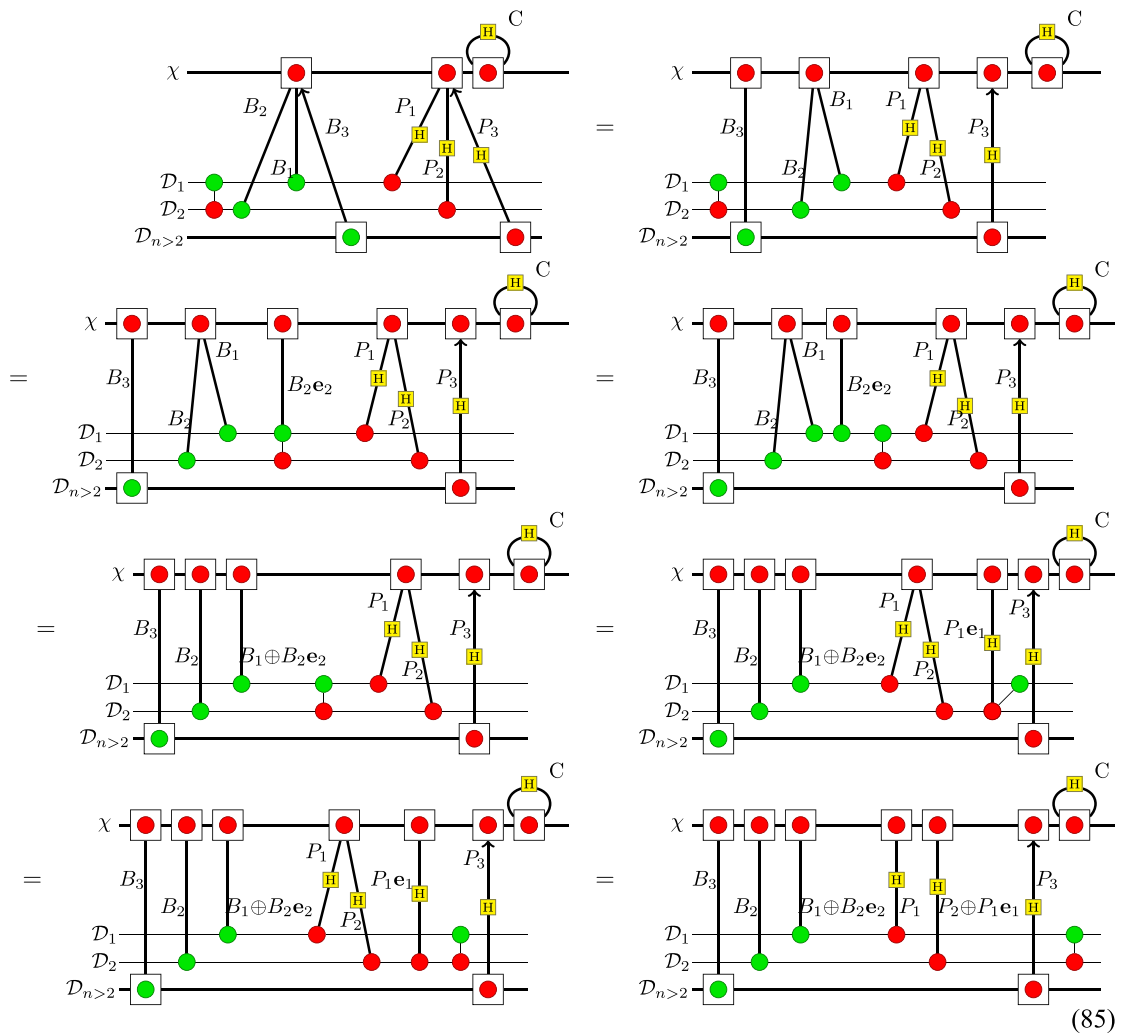 C C
χ B₂ B₁ B₃ P₁ H P₂ H P₃ H H = χ B₃ B₂ B₁ P₁ H P₂ H P₃ H H
𝒟₁ 𝒟₁
𝒟₂ 𝒟₂
𝒟ₙ>₂ 𝒟ₙ>₂
C C
= χ B₃ B₂ B₁ B₂e₂ P₁ H P₂ H P₃ H H = χ B₃ B₂ B₁ B₂e₂ P₁ H P₂ H P₃ H H
𝒟₁ 𝒟₁
𝒟₂ 𝒟₂
𝒟ₙ>₂ 𝒟ₙ>₂
C C
= χ B₃ B₂ B₁⊕B₂e₂ P₁ H P₂ H P₃ H H = χ B₃ B₂ B₁⊕B₂e₂ P₁ H P₂ H P₁e₁ H P₃ H H
𝒟₁ 𝒟₁
𝒟₂ 𝒟₂
𝒟ₙ>₂ 𝒟ₙ>₂
C C
= χ B₃ B₂ B₁⊕B₂e₂ P₁ H P₂ H P₁e₁ H P₃ H H = χ B₃ B₂ B₁⊕B₂e₂ H P₁ H P₂⊕P₁e₁ P₃ H H
𝒟₁ 𝒟₁
𝒟₂ 𝒟₂
𝒟ₙ>₂ 𝒟ₙ>₂
(85)